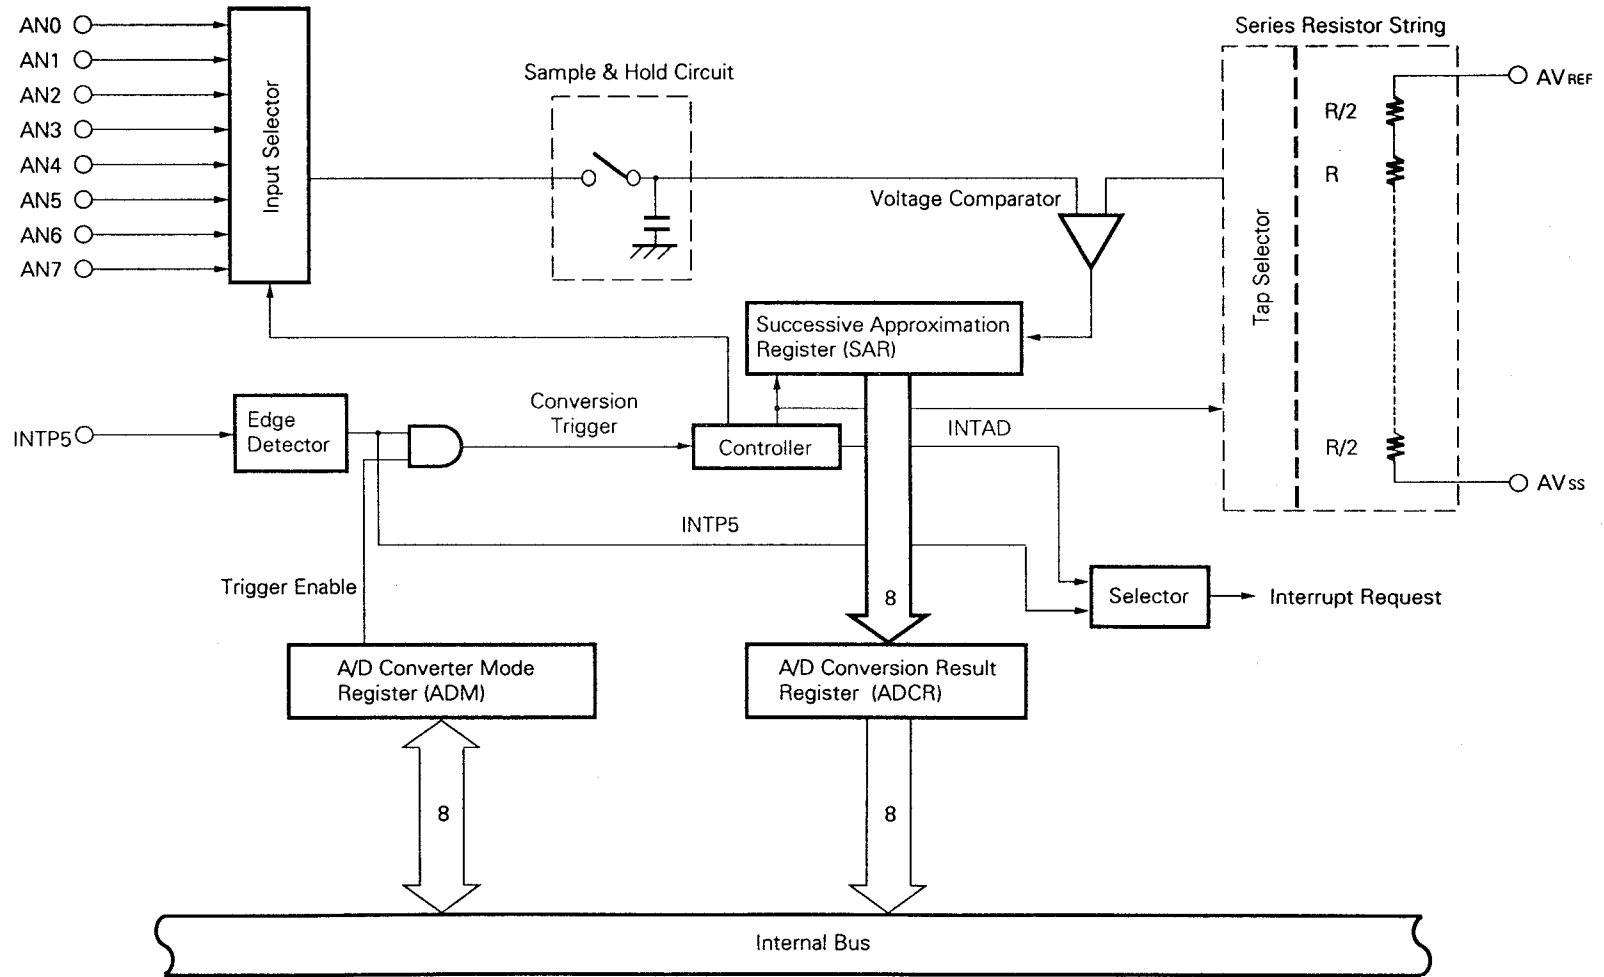 AN0
AN1
AN2
AN3
AN4
AN5
AN6
AN7
Input Selector
Sample & Hold Circuit
Voltage Comparator
Series Resistor String
Tap Selector
R/2
R
R/2
AVREF
AVSS
Successive Approximation
Register (SAR)
INTP5
Edge
Detector
Conversion
Trigger
Controller
INTAD
INTP5
Trigger Enable
8
Selector
Interrupt Request
A/D Converter Mode
Register (ADM)
A/D Conversion Result
Register (ADCR)
8
8
Internal Bus